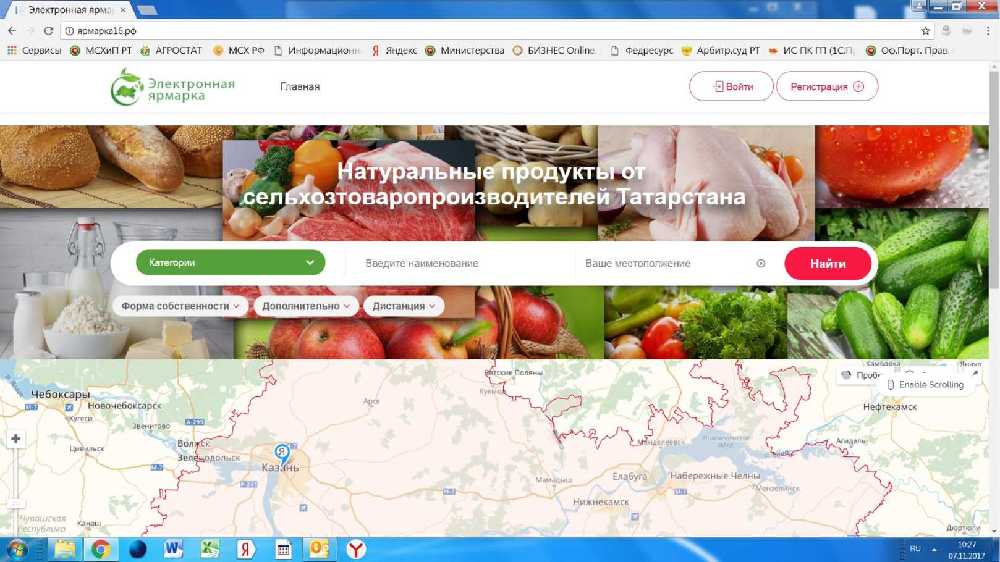 Электронная ярма
ярмарка16.рф
Сервисы МСХиП РТ АГРОСТАТ МСХ РФ Информационн Яндекс Министерства БИЗНЕС Online. Федресурс Арбитр.суд РТ ИС ПК ГП (1С:Пр Оф.Порт. Прав.
Электронная
ярмарка
Главная
Войти
Регистрация
Натуральные продукты от
сельхозтоваропроизводителей Татарстана
Категории
Введите наименование
Ваше местополжение
Найти
Форма собственности
Дополнительно
Дистанция
Камбарка
Янаул
Вятские Поляны
Пробк
Enable Scrolling
Кукмор
р. Волга
Чебоксары
Арск
Новочебоксарск
М-7
Нефтекамск
Кугеси
Звенигово
А-295
Цивильск
Волжск
М-7
Менделеевск
Нижнекамское
вдхр.
Агидель
Зеленодольск
М-7
Я
Казань
Р-241
Мамадыш
Елабуга
Набережные Челны
М-7
М-7
Мензелинск
Нижнекамск
Чувашская
Республика
Канаш
Дюртюли
RU
10:27
07.11.2017